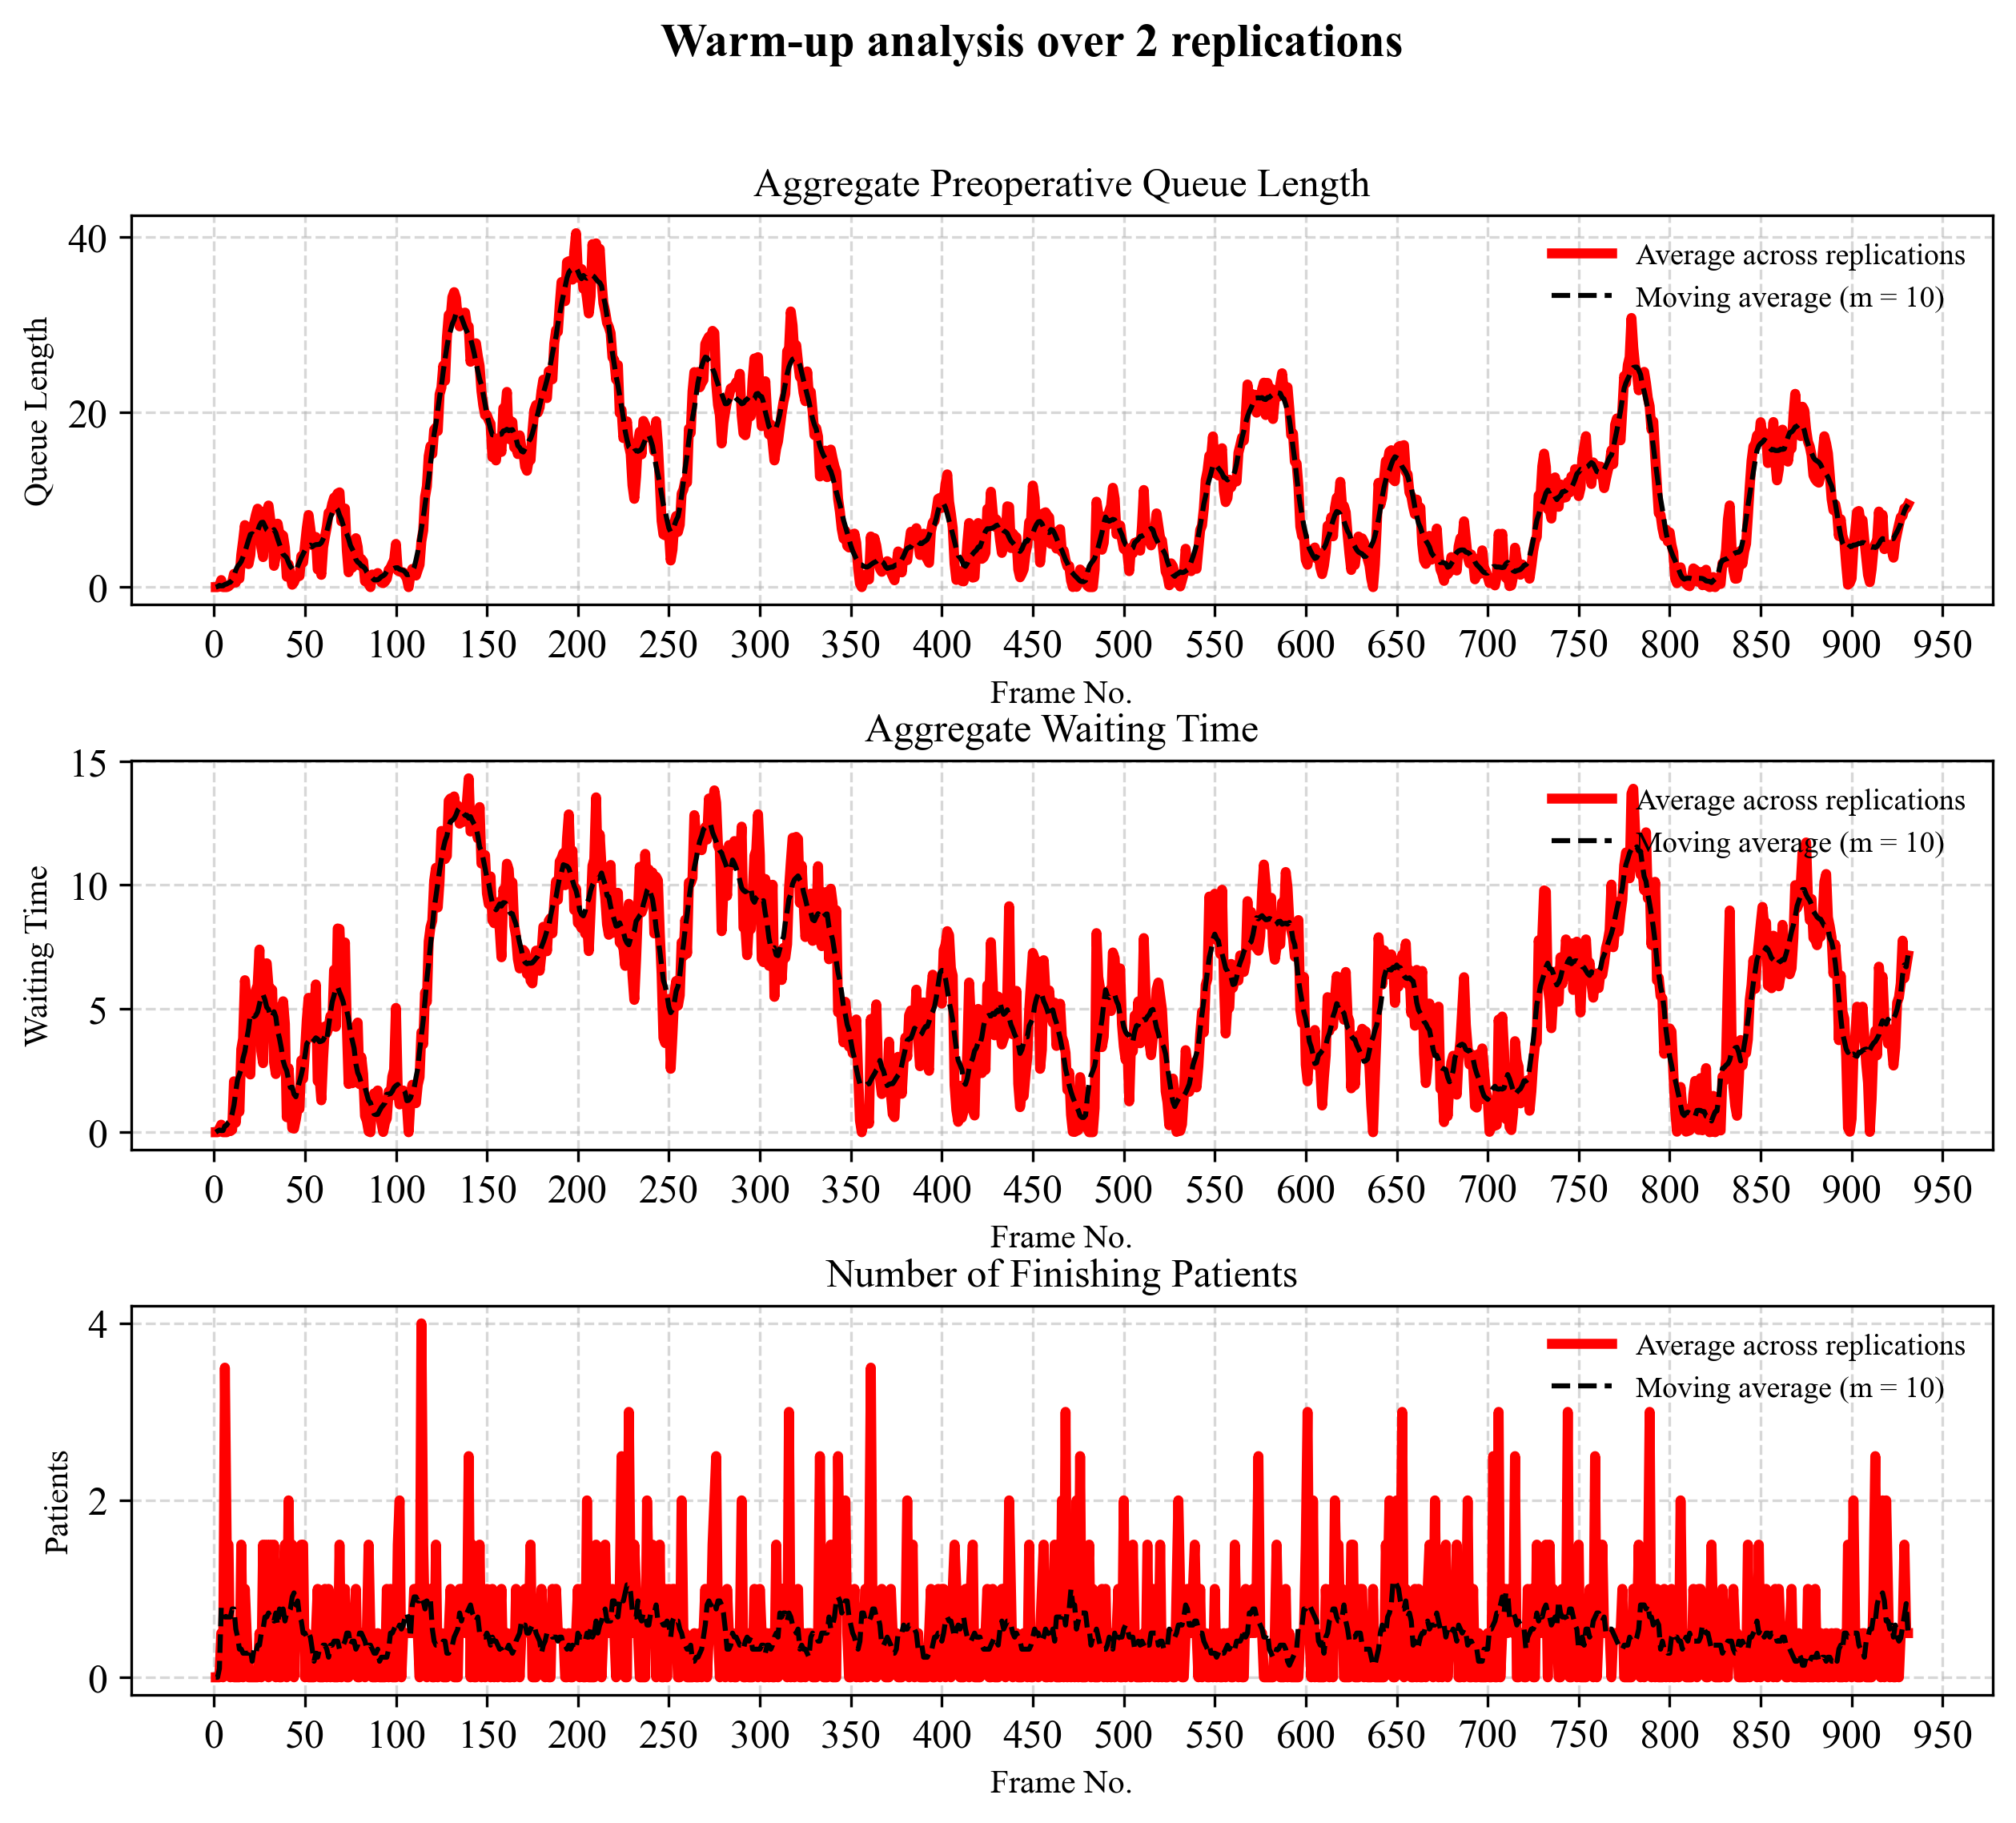 Warm-up analysis over 2 replications
Aggregate Preoperative Queue Length
Queue Length
40
20
0
Average across replications
Moving average (m = 10)
0 50 100 150 200 250 300 350 400 450 500 550 600 650 700 750 800 850 900 950
Frame No.
Aggregate Waiting Time
Waiting Time
15
10
5
0
Average across replications
Moving average (m = 10)
0 50 100 150 200 250 300 350 400 450 500 550 600 650 700 750 800 850 900 950
Frame No.
Number of Finishing Patients
Patients
4
2
0
Average across replications
Moving average (m = 10)
0 50 100 150 200 250 300 350 400 450 500 550 600 650 700 750 800 850 900 950
Frame No.